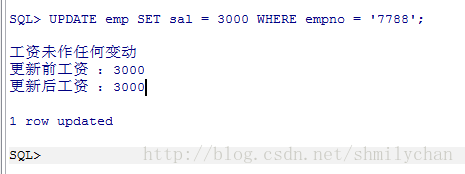 SQL> UPDATE emp SET sal = 3000 WHERE empno = '7788';
工资未作任何变动
更新前工资 ：3000
更新后工资 ：3000
1 row updated
SQL>
http://blog.csdn.net/shmilychan